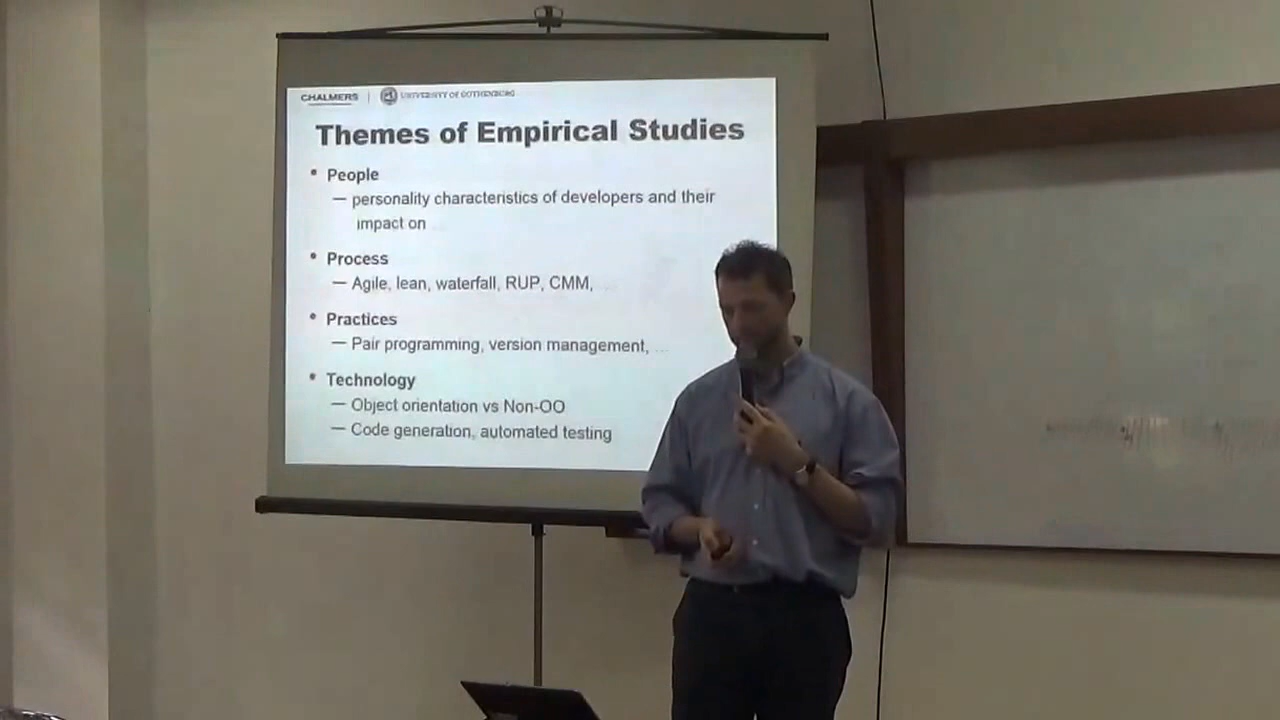 CHALMERS | UNIVERSITY OF GOTHENBURG
Themes of Empirical Studies
• People
— personality characteristics of developers and their
impact on ...
• Process
— Agile, lean, waterfall, RUP, CMM, ...
• Practices
— Pair programming, version management, ...
• Technology
— Object orientation vs Non-OO
— Code generation, automated testing